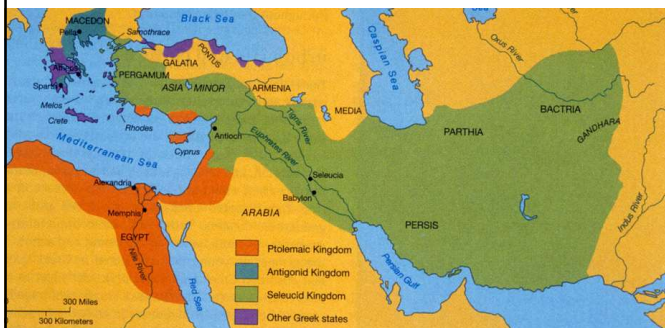 Black Sea
MACEDON
Pella
Samothrace
GALATIA
PONTUS
PERGAMUM
ASIA MINOR
Athens
Sparta
Melos
Crete
Rhodes
Cyprus
Mediterranean Sea
Antioch
ARMENIA
Caspian Sea
Oxus River
MEDIA
Tigris River
Euphrates River
PARTHIA
BACTRIA
GANDHARA
Seleucia
Babylon
Alexandria
Memphis
EGYPT
Nile River
Red Sea
ARABIA
PERSIS
Persian Gulf
Indus River
Ptolemaic Kingdom
Antigonid Kingdom
Seleucid Kingdom
Other Greek states
300 Miles
300 Kilometers